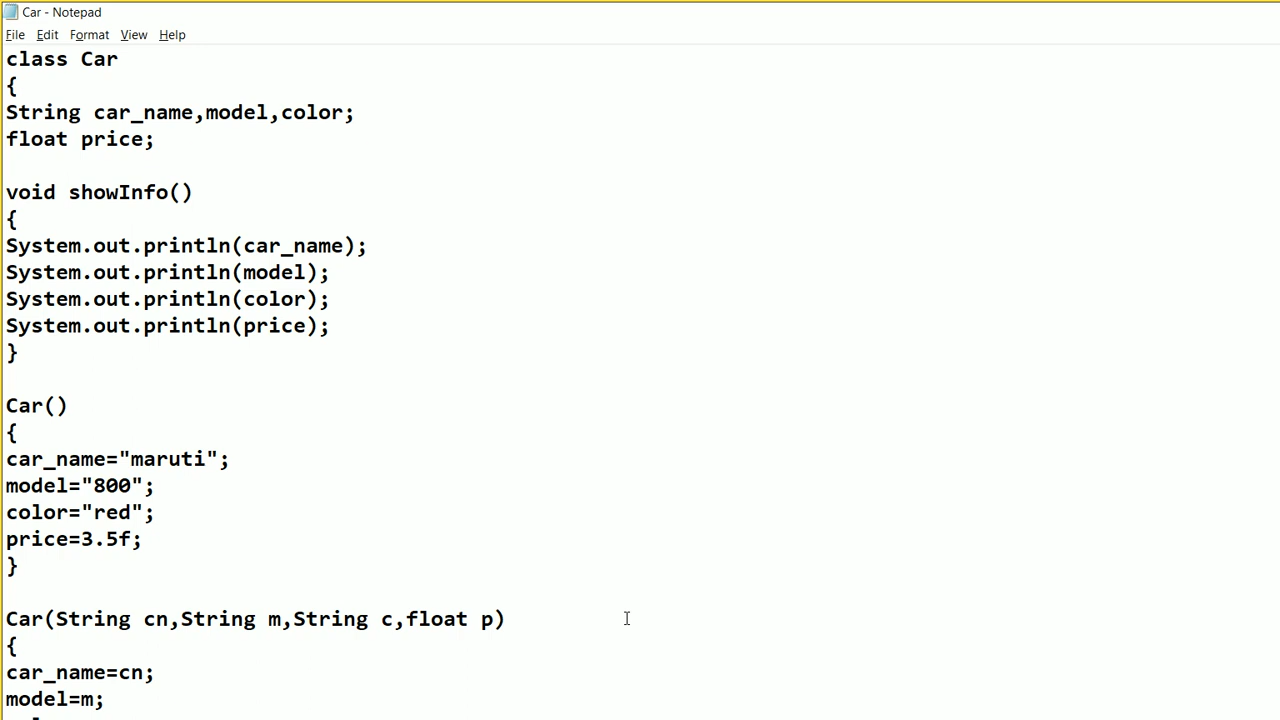 Car - Notepad
File Edit Format View Help
class Car
{
String car_name,model,color;
float price;
void showInfo()
{
System.out.println(car_name);
System.out.println(model);
System.out.println(color);
System.out.println(price);
}
Car()
{
car_name="maruti";
model="800";
color="red";
price=3.5f;
}
Car(String cn,String m,String c,float p)
{
car_name=cn;
model=m;